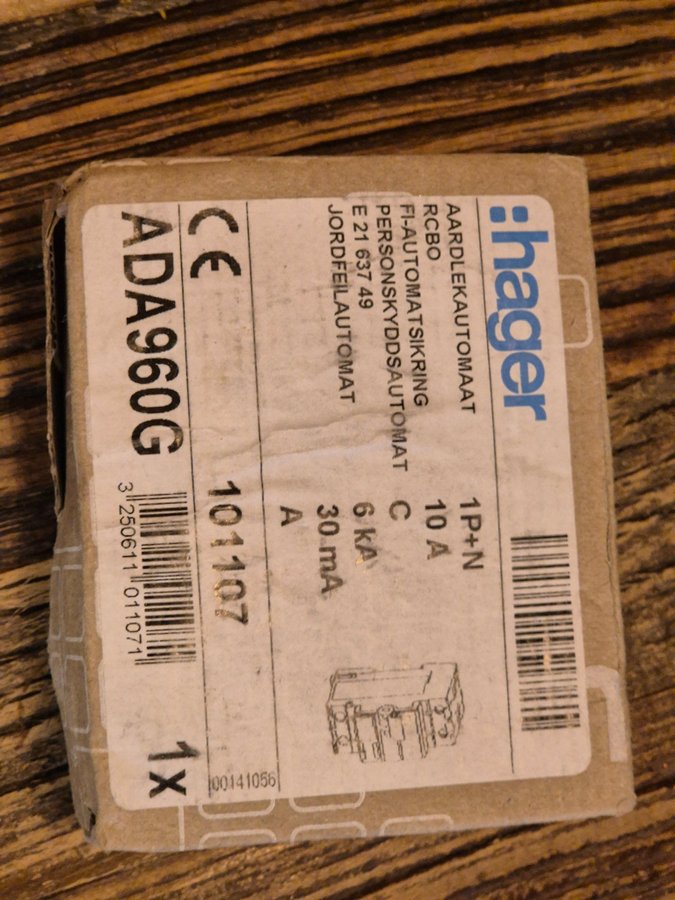 :hager
AARDLEKAUTOMAAT 1P+N
RCBO 10 A
FI-AUTOMATSIKRING C
PERSONSKYDDSAUTOMAT 6 kA
E 21 637 49 30 mA
JORDFEILAUTOMAT A
CE 101107
00141056
ADA960G
3 250611 011071
1x